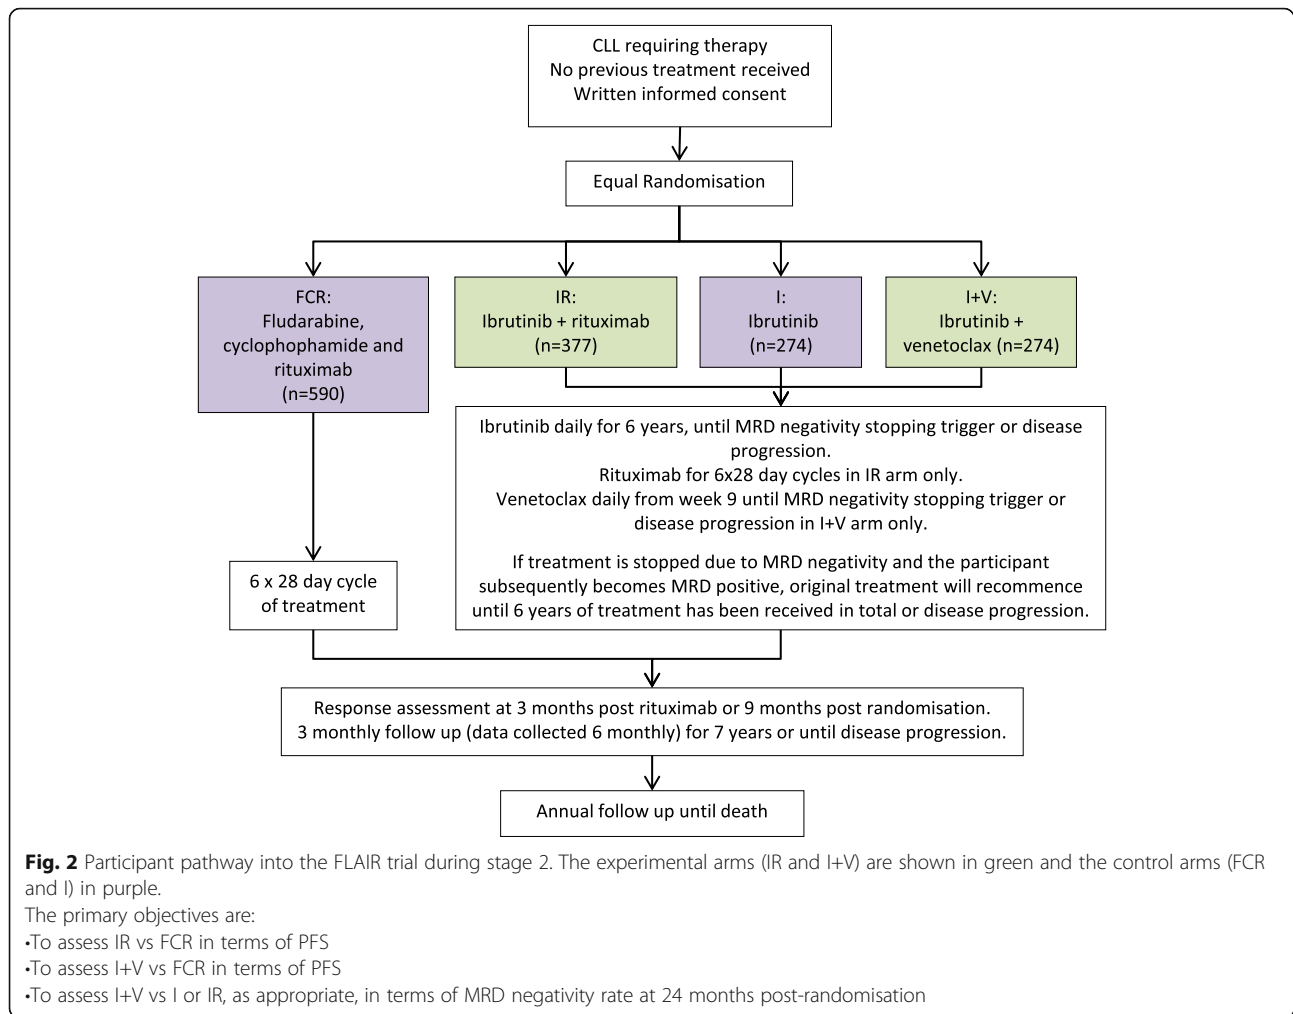 CLL requiring therapy
No previous treatment received
Written informed consent
Equal Randomisation
FCR:
Fludarabine,
cyclophophamide and
rituximab
(n=590)
IR:
Ibrutinib + rituximab
(n=377)
I:
Ibrutinib
(n=274)
I+V:
Ibrutinib +
venetoclax (n=274)
Ibrutinib daily for 6 years, until MRD negativity stopping trigger or disease
progression.
Rituximab for 6x28 day cycles in IR arm only.
Venetoclax daily from week 9 until MRD negativity stopping trigger or
disease progression in I+V arm only.
If treatment is stopped due to MRD negativity and the participant
subsequently becomes MRD positive, original treatment will recommence
until 6 years of treatment has been received in total or disease progression.
6 x 28 day cycle
of treatment
Response assessment at 3 months post rituximab or 9 months post randomisation.
3 monthly follow up (data collected 6 monthly) for 7 years or until disease progression.
Annual follow up until death
Fig. 2 Participant pathway into the FLAIR trial during stage 2. The experimental arms (IR and I+V) are shown in green and the control arms (FCR
and I) in purple.
The primary objectives are:
•To assess IR vs FCR in terms of PFS
•To assess I+V vs FCR in terms of PFS
•To assess I+V vs I or IR, as appropriate, in terms of MRD negativity rate at 24 months post-randomisation